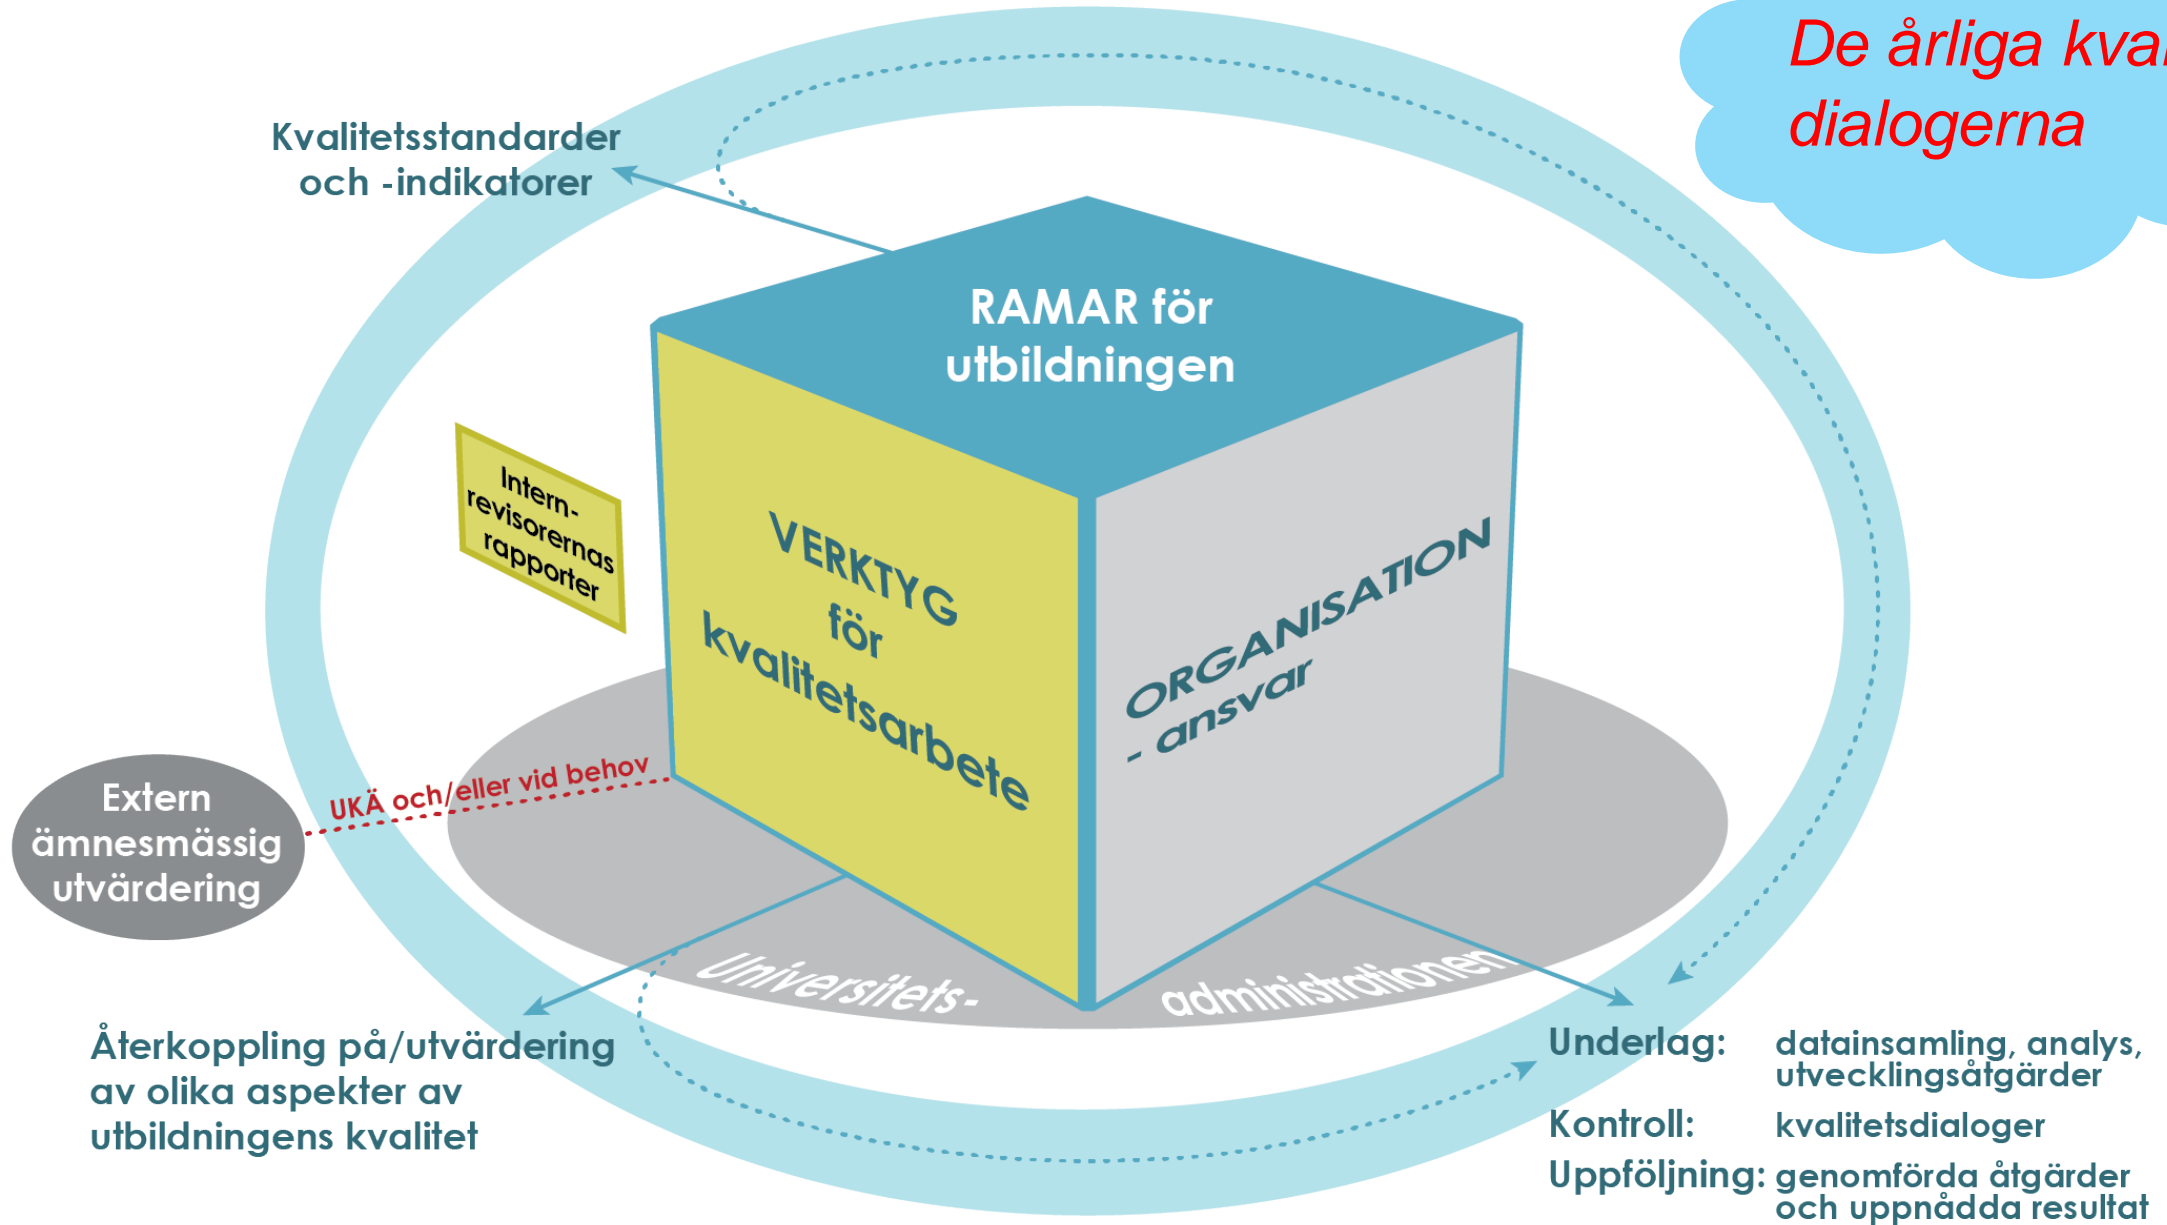 De årliga
dialogerna
Kvalitetsstandarder
och -indikatorer
RAMAR för
utbildningen
Intern-
revisorernas
rapporter
VERKTYG
för
kvalitetsarbete
ORGANISATION
- ansvar
Extern
ämnesmässig
utvärdering
UKÄ och/eller vid behov
Universitets-
administrationen
Återkoppling på/utvärdering
av olika aspekter av
utbildningens kvalitet
Underlag: datainsamling, analys,
utvecklingsåtgärder
Kontroll: kvalitetsdialoger
Uppföljning: genomförda åtgärder
och uppnådda resultat